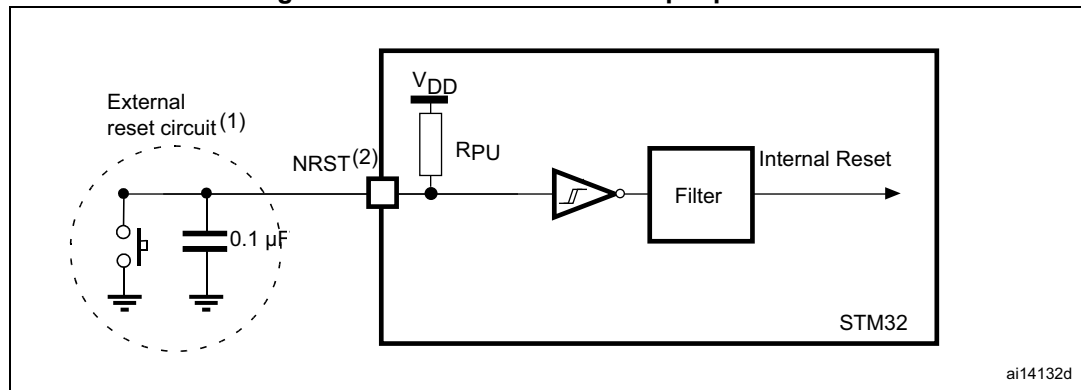 VDD
External
reset circuit(1)
NRST(2)
RPU
Internal Reset
Filter
0.1 μF
STM32
ai14132d